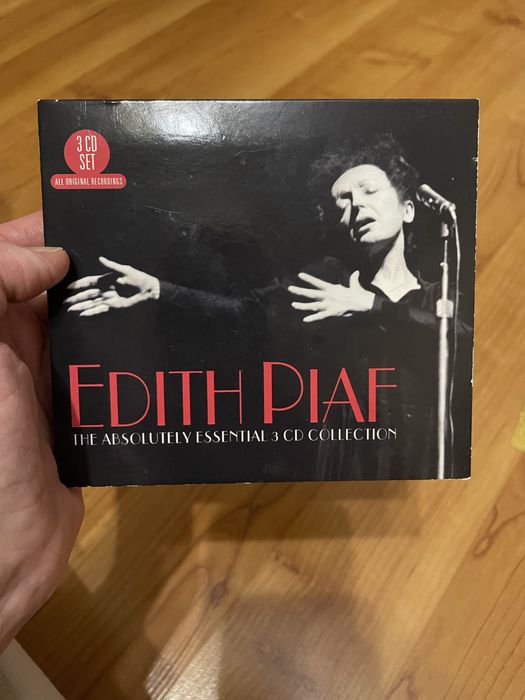 3 CD
SET
ALL ORIGINAL RECORDINGS
EDITH PIAF
THE ABSOLUTELY ESSENTIAL 3 CD COLLECTION